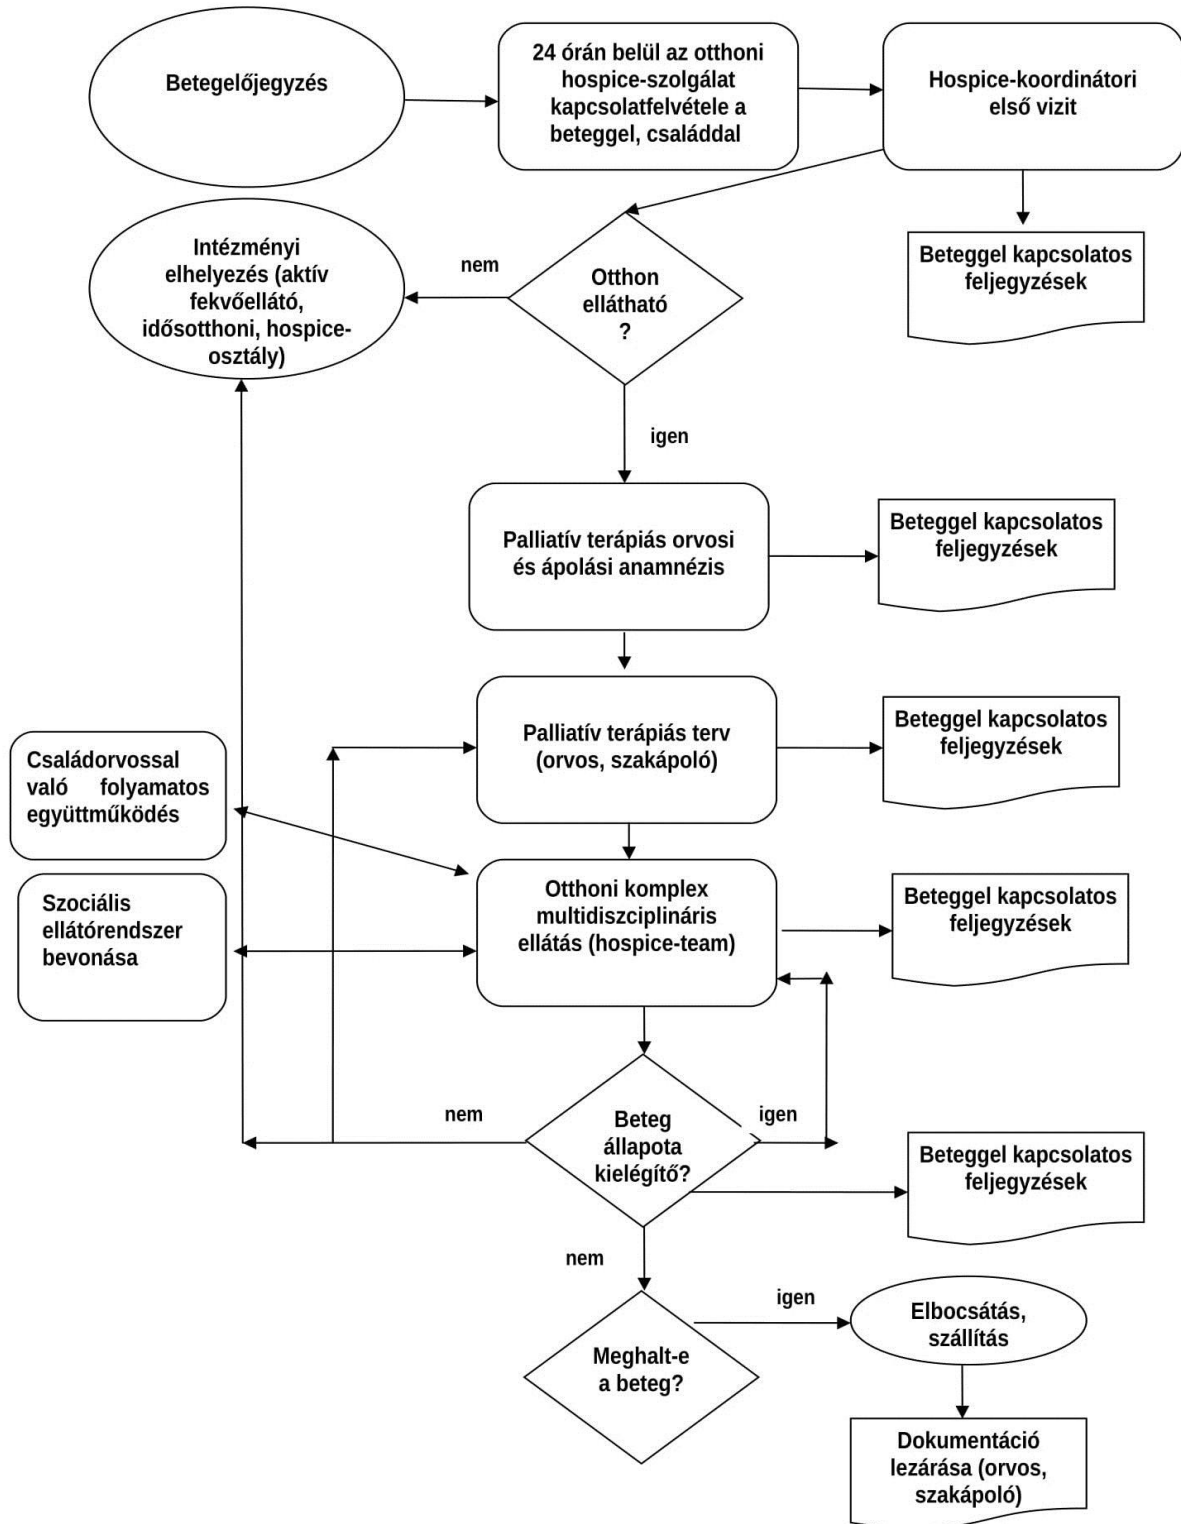 Betegelőjegyzés
24 órán belül az otthoni
hospice-szolgálat
kapcsolatfelvétele a
beteggel, családdal
Hospice-koordinátori
első vizit
Beteggel kapcsolatos
feljegyzések
Intézményi
elhelyezés (aktív
fekvőellátó,
idősotthoni, hospice-
osztály)
nem
Otthon
ellátható
?
igen
Palliatív terápiás orvosi
és ápolási anamnézis
Beteggel kapcsolatos
feljegyzések
Palliatív terápiás terv
(orvos, szakápoló)
Beteggel kapcsolatos
feljegyzések
Családorvossal
való folyamatos
együttműködés
Szociális
ellátórendszer
bevonása
Otthoni komplex
multidiszciplináris
ellátás (hospice-team)
Beteggel kapcsolatos
feljegyzések
nem
Beteg
állapota
kielégítő?
igen
Beteggel kapcsolatos
feljegyzések
nem
Meghalt-e
a beteg?
igen
Elbocsátás,
szállítás
Dokumentáció
lezárása (orvos,
szakápoló)